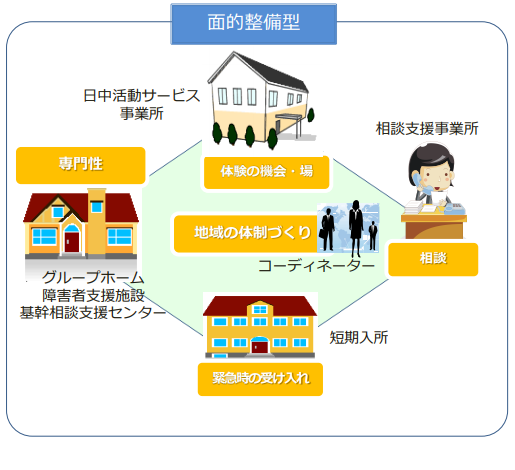 面的整備型
日中活動サービス
事業所
相談支援事業所
専門性
体験の機会・場
地域の体制づくり
コーディネーター
相談
グループホーム
障害者支援施設
基幹相談支援センター
短期入所
緊急時の受け入れ